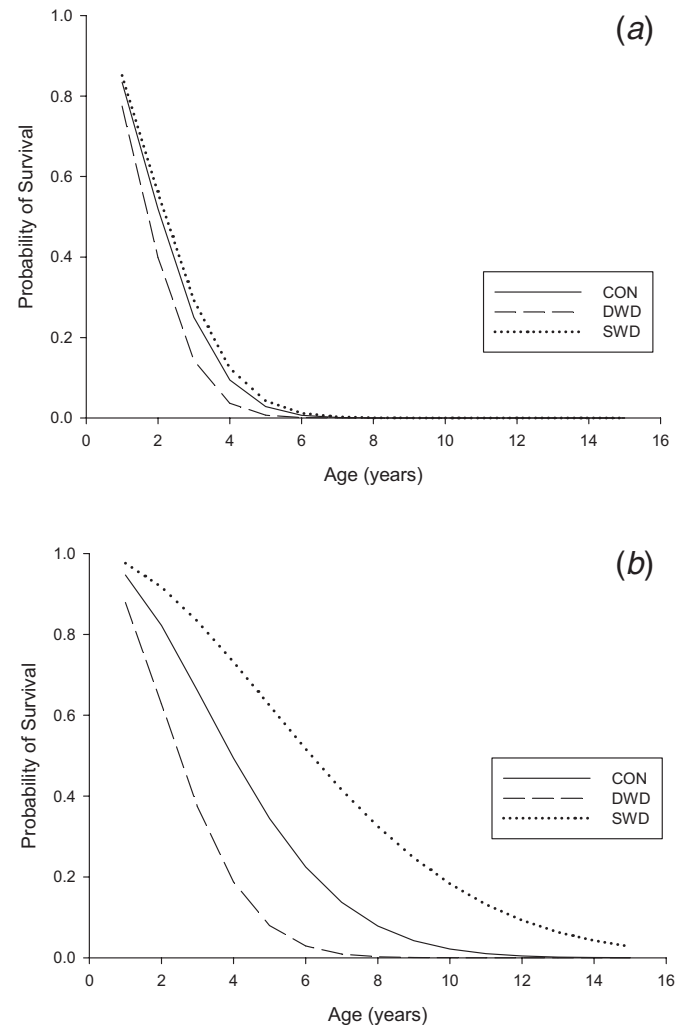 (a)
1.0
0.8
0.6
0.4
0.2
0.0
Probability of Survival
CON
DWD
SWD
0 2 4 6 8 10 12 14 16
Age (years)
(b)
1.0
0.8
0.6
0.4
0.2
0.0
Probability of Survival
CON
DWD
SWD
0 2 4 6 8 10 12 14 16
Age (years)